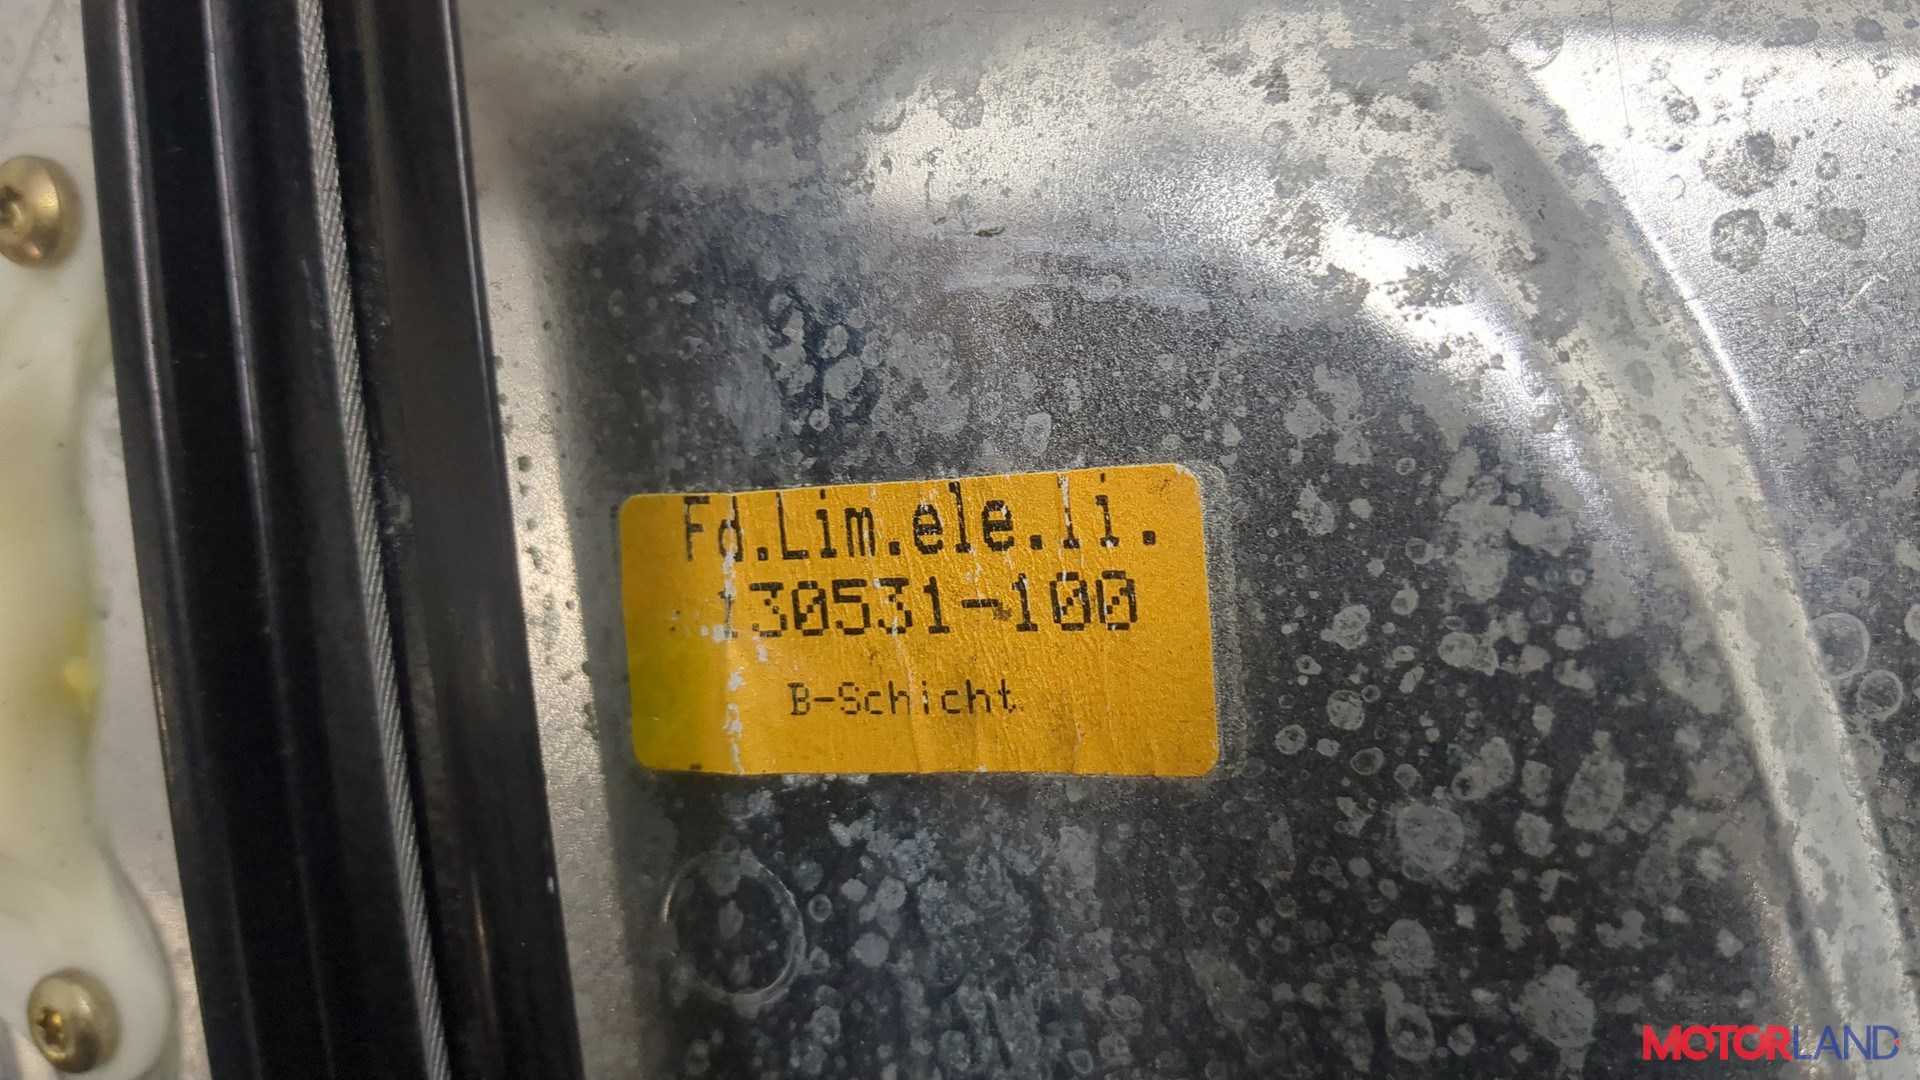 Fd.Lim.ele.li.
130531-100
B-Schicht
MOTORLAND